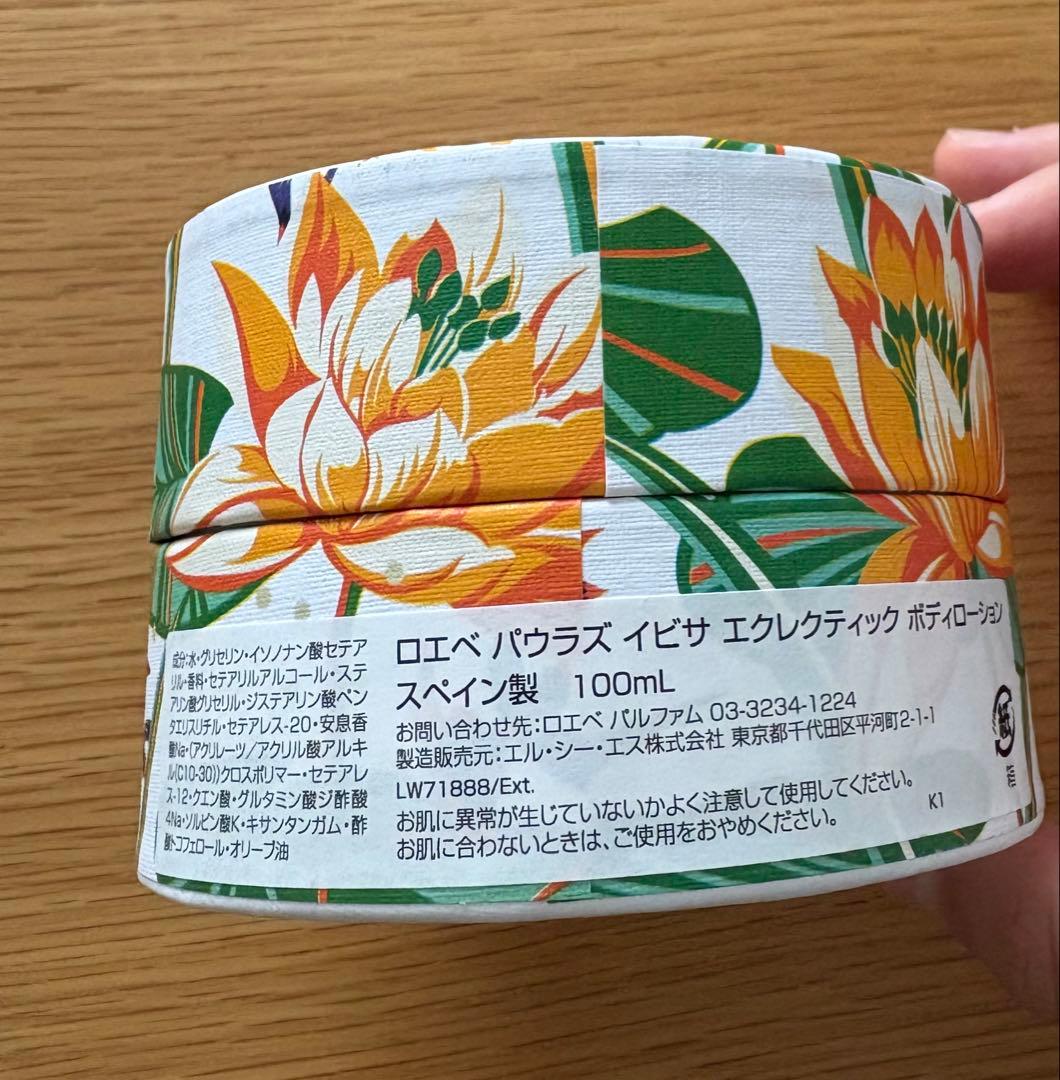 成分:水・グリセリン・イソノナン酸セテア
リル・香料・セテアリルアルコール・ステ
アリン酸グリセリル・ジステアリン酸ペン
タエリスリチル・セテアレス-20・安息香
酸Na・(アクリレーツ/アクリル酸アルキ
ル(C10-30))クロスポリマー・セテアレ
ス-12・クエン酸・グルタミン酸ジ酢酸
4Na・ソルビン酸K・キサンタンガム・酢
酸トコフェロール・オリーブ油
ロエベ パウラズ イビサ エクレクティック ボディローション
スペイン製 100mL
お問い合わせ先:ロエベ パルファム 03-3234-1224
製造販売元:エル・シー・エス株式会社 東京都千代田区平河町2-1-1
LW71888/Ext.
お肌に異常が生じていないかよく注意して使用してください。
お肌に合わないときは、ご使用をおやめください。
K1
紙
箱